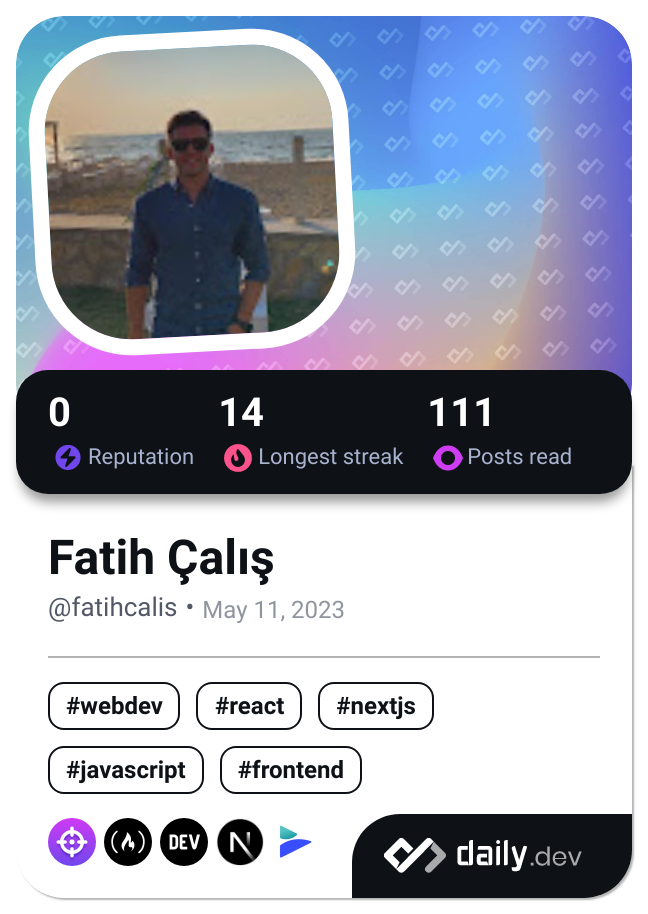 0 14 111
Reputation Longest streak Posts read
Fatih Çalış
@fatihcalis • May 11, 2023
#webdev #react #nextjs
#javascript #frontend
DEV N daily.dev